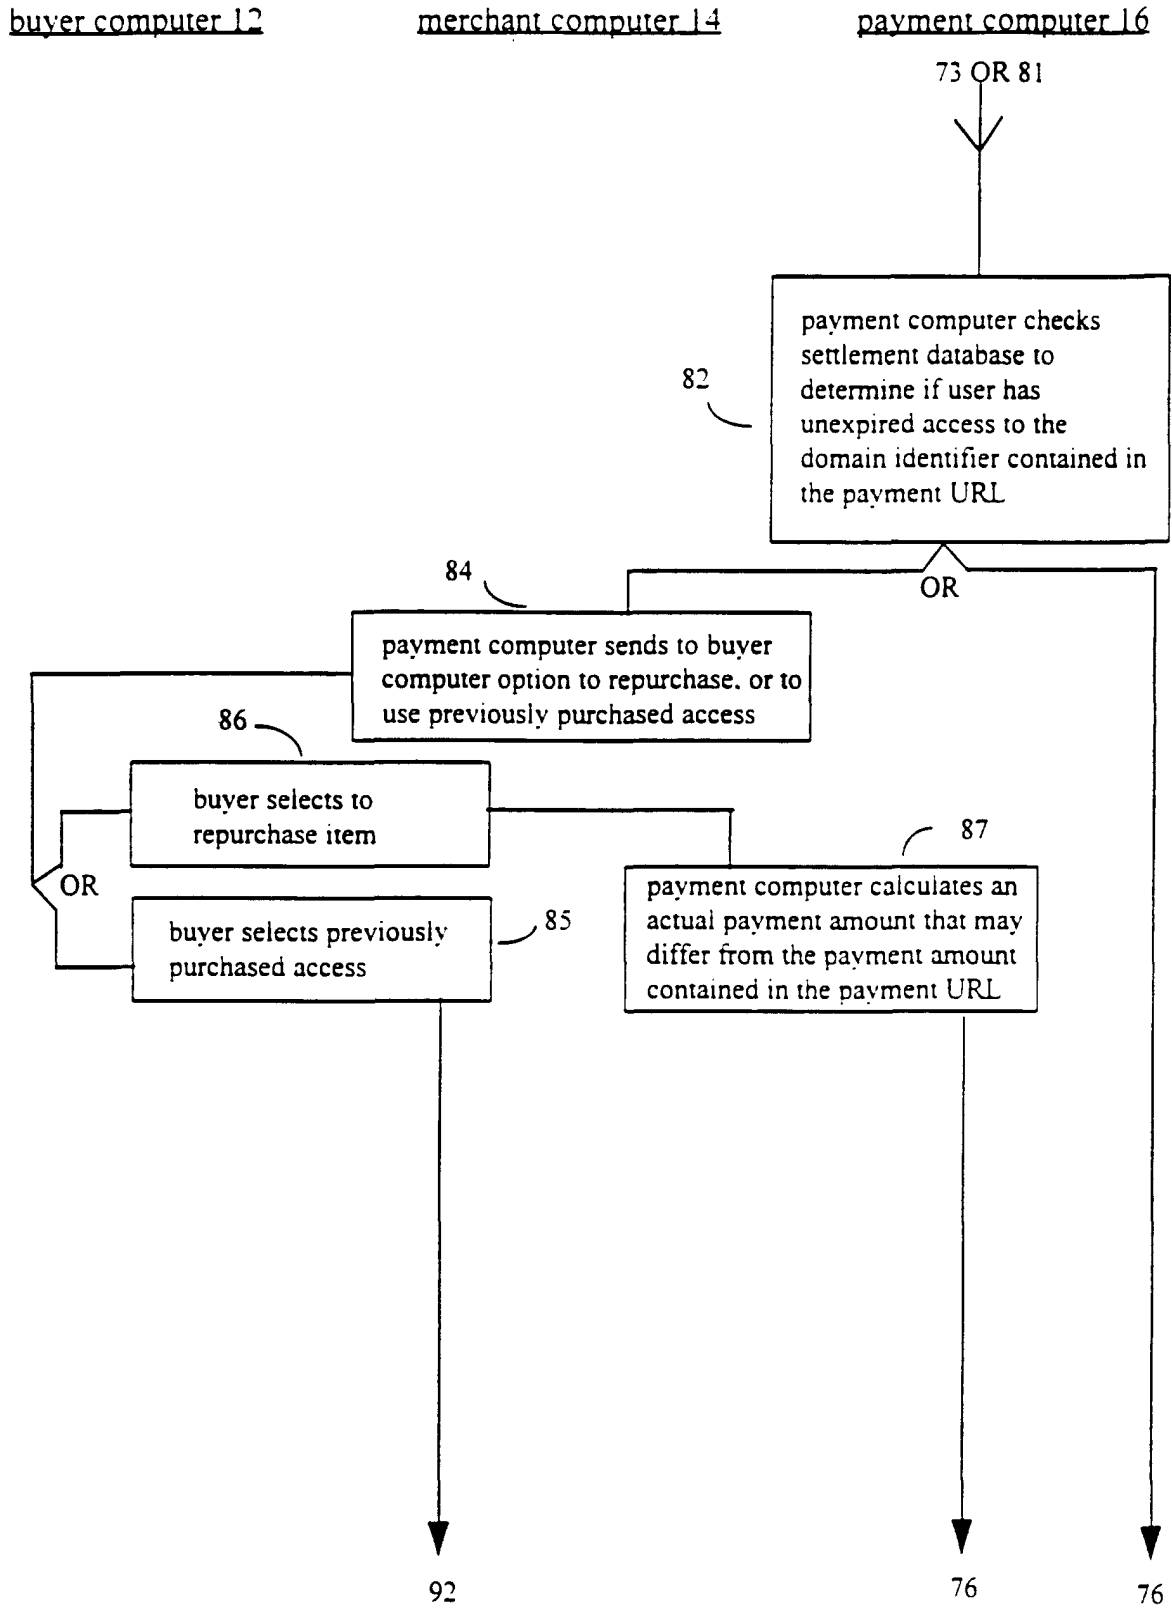 buyer computer 12
merchant computer 14
payment computer 16
73 OR 81
82
payment computer checks
settlement database to
determine if user has
unexpired access to the
domain identifier contained in
the payment URL
OR
84
payment computer sends to buyer
computer option to repurchase, or to
use previously purchased access
86
buyer selects to
repurchase item
OR
buyer selects previously
purchased access
85
87
payment computer calculates an
actual payment amount that may
differ from the payment amount
contained in the payment URL
92
76
76